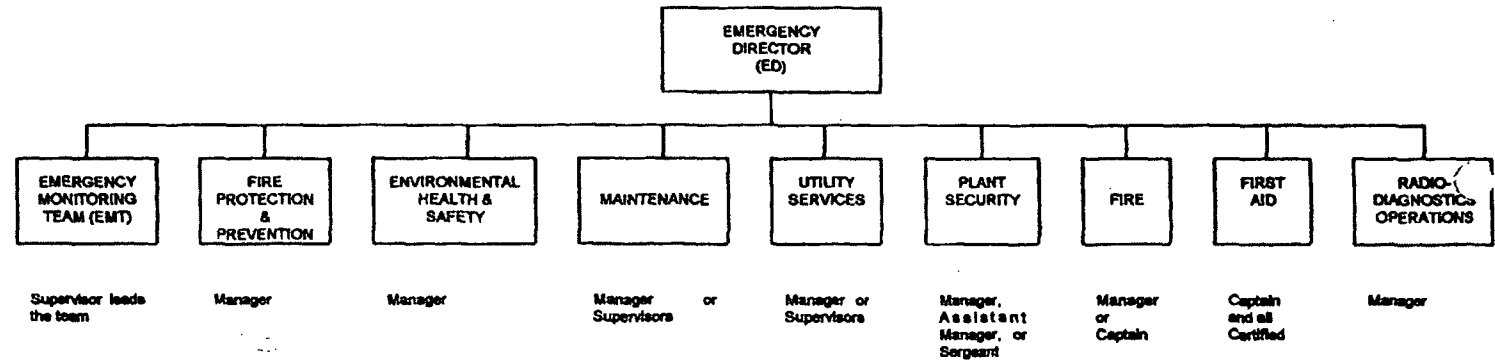 EMERGENCY
DIRECTOR
(ED)
EMERGENCY
MONITORING
TEAM (EMT)
FIRE
PROTECTION
&
PREVENTION
ENVIRONMENTAL
HEALTH &
SAFETY
MAINTENANCE
UTILITY
SERVICES
PLANT
SECURITY
FIRE
FIRST
AID
RADIO-
DIAGNOSTICS
OPERATIONS
Supervisor leads
the team
Manager
Manager
Manager or
Supervisors
Manager or
Supervisors
Manager,
Assistant
Manager, or
Sergeant
Manager
or
Captain
Captain
and all
Certified
Manager